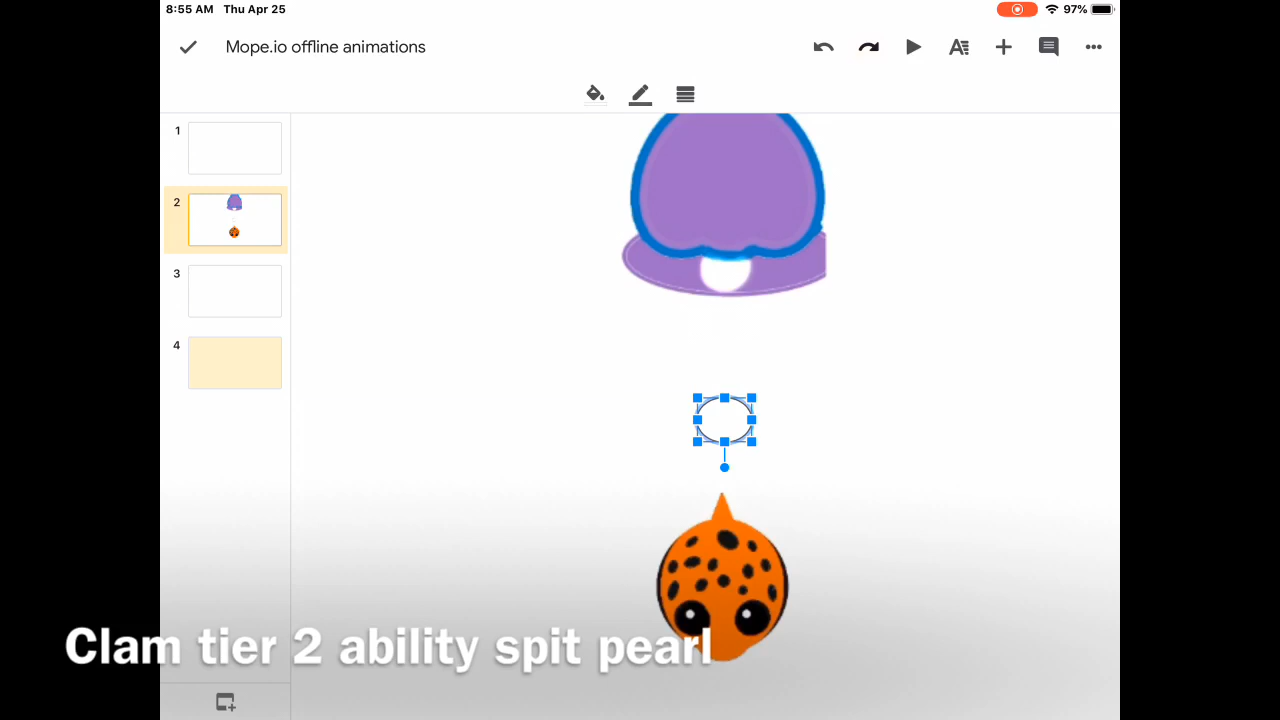 8:55 AM Thu Apr 25
97%
Mope.io offline animations
1
2
3
4
Clam tier 2 ability spit pearl